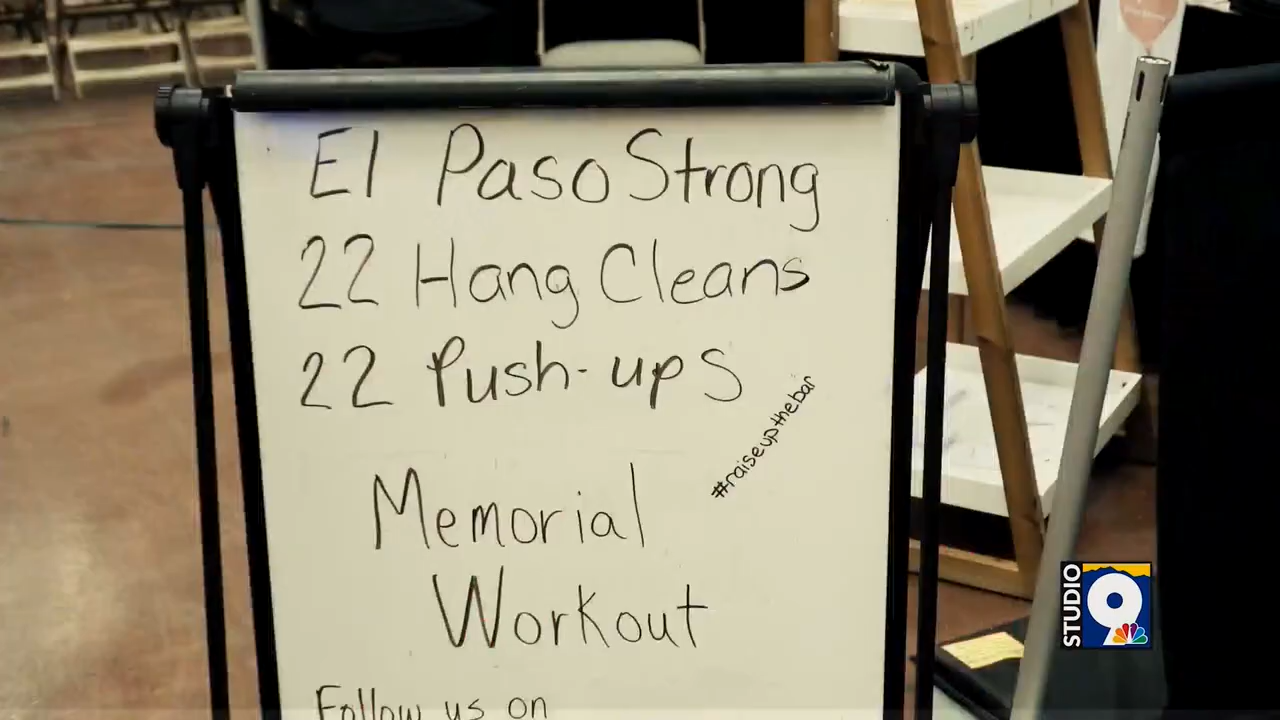 El Paso Strong
22 Hang Cleans
22 Push-ups
#raiseupthebar
Memorial
Workout
Follow us on
STUDIO
9